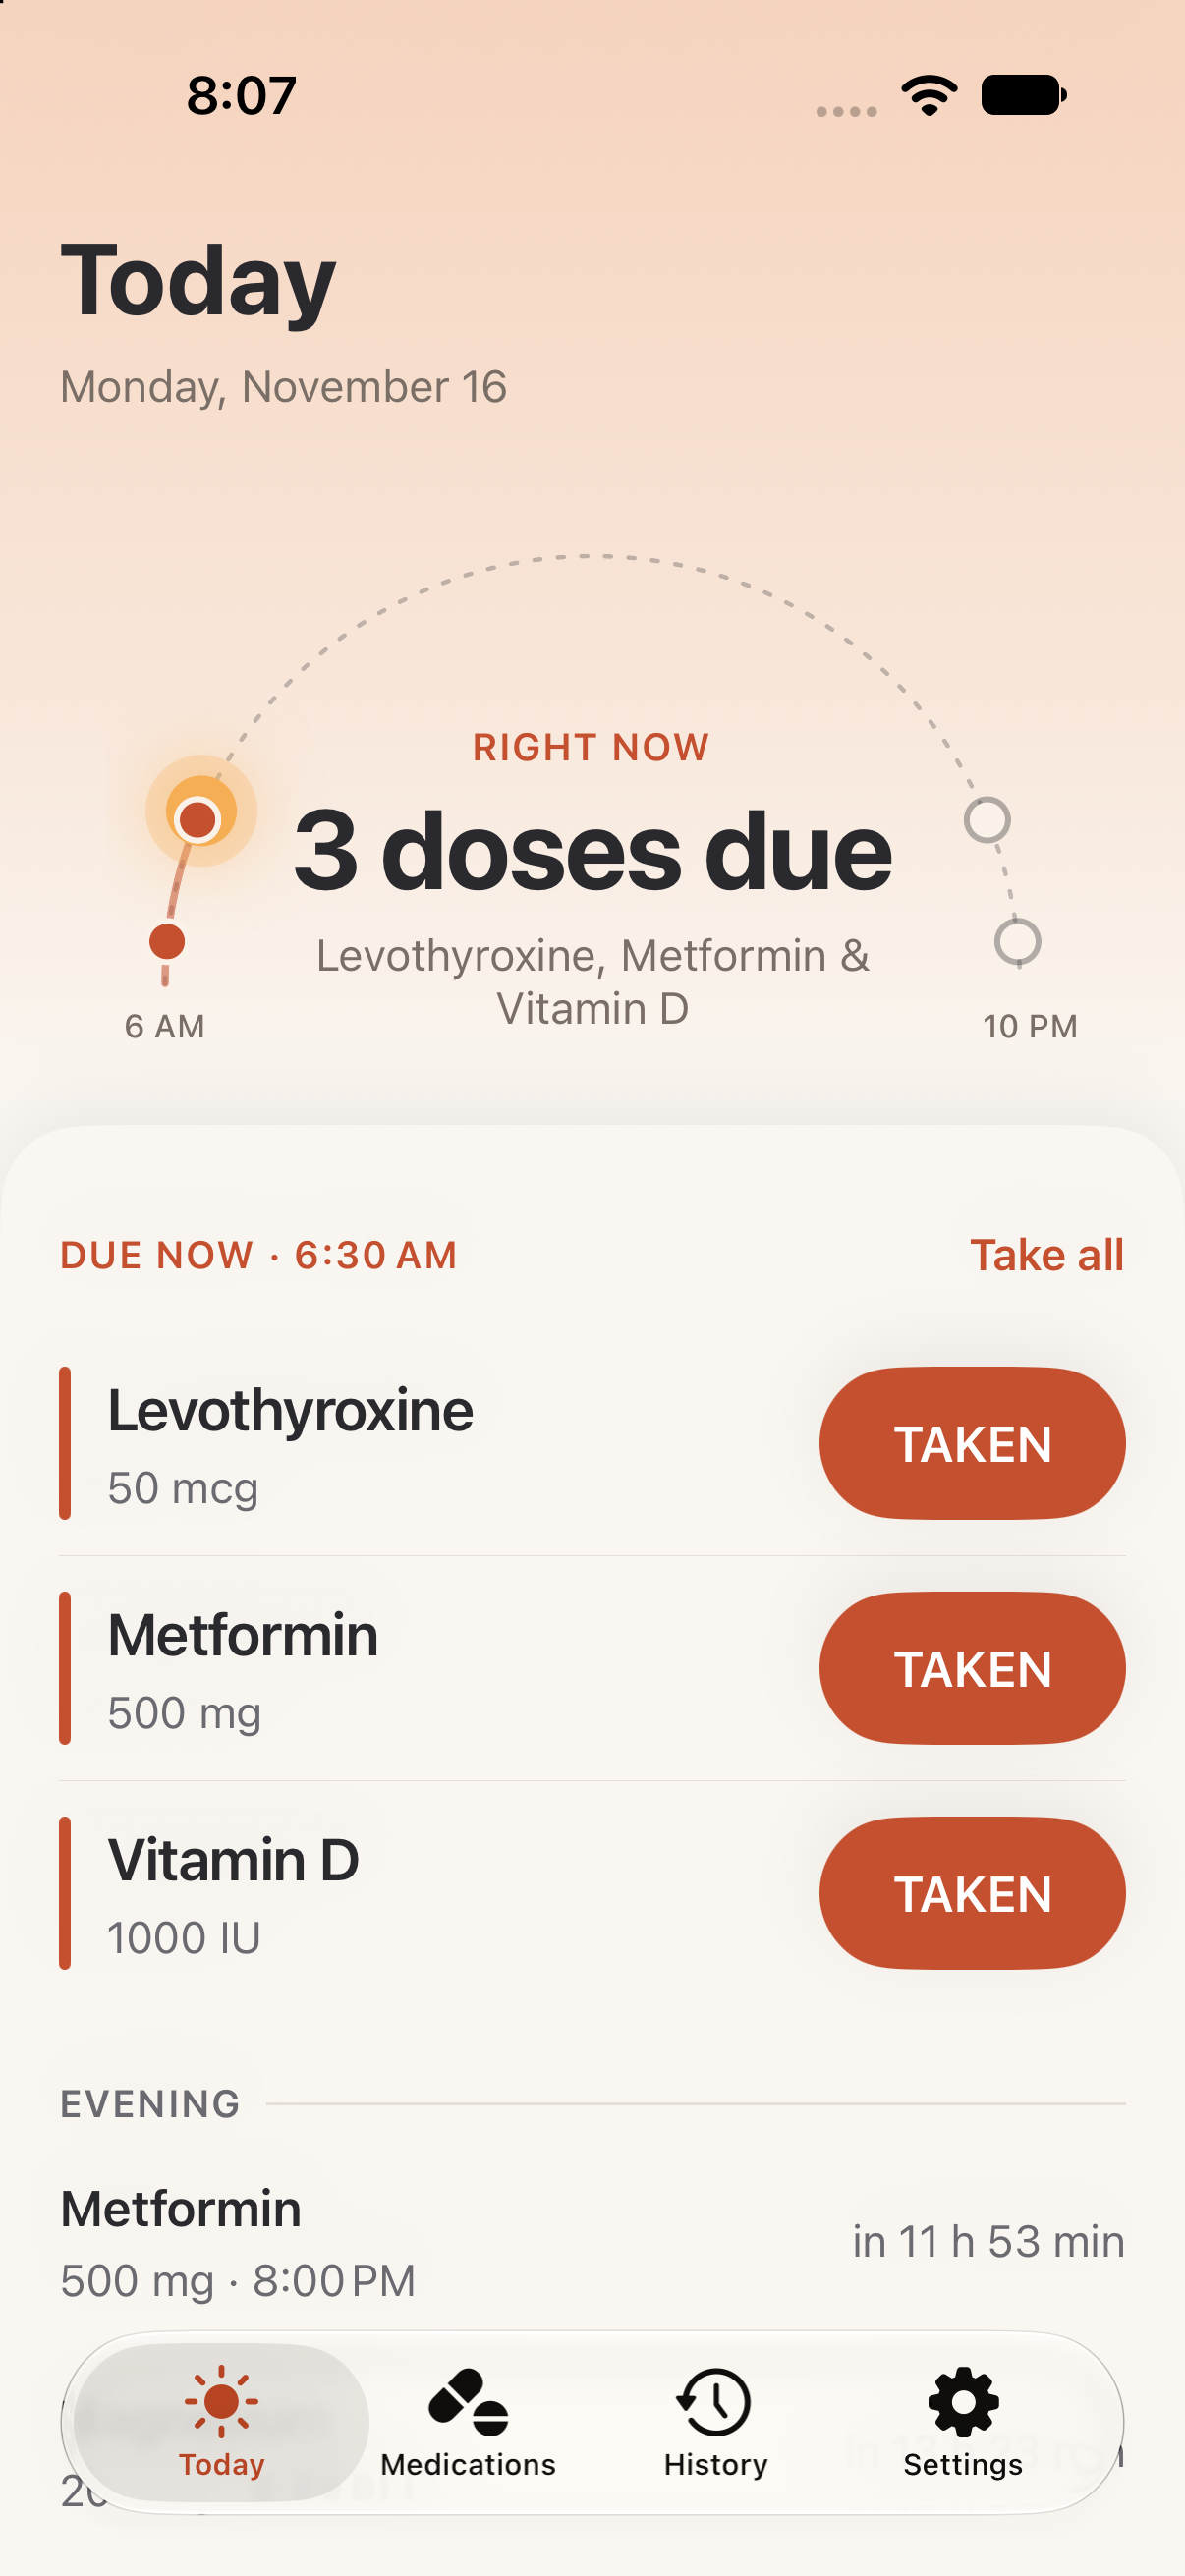 8:07
Today
Monday, November 16
RIGHT NOW
3 doses due
Levothyroxine, Metformin &
Vitamin D
6 AM
10 PM
DUE NOW · 6:30 AM
Take all
Levothyroxine
50 mcg
TAKEN
Metformin
500 mg
TAKEN
Vitamin D
1000 IU
TAKEN
EVENING
Metformin
500 mg · 8:00 PM
in 11 h 53 min
Today
Medications
History
Settings